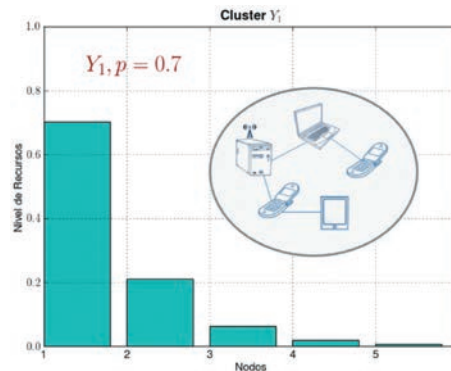 Cluster Y₁
Y₁, p = 0.7
Nivel de Recursos
1.0
0.8
0.6
0.4
0.2
0.0
1 2 3 4 5
Nodos